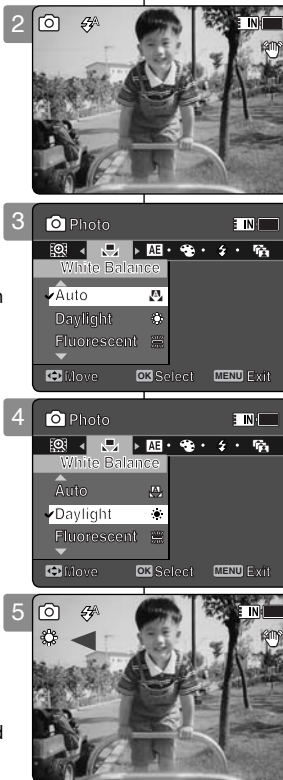 2
A
IN
3
Photo
IN
AE
White Balance
Auto
Daylight
Fluorescent
Move OK Select MENU Exit
n
4
Photo
IN
AE
White Balance
Auto
Daylight
Fluorescent
Move OK Select MENU Exit
5
A
IN
d